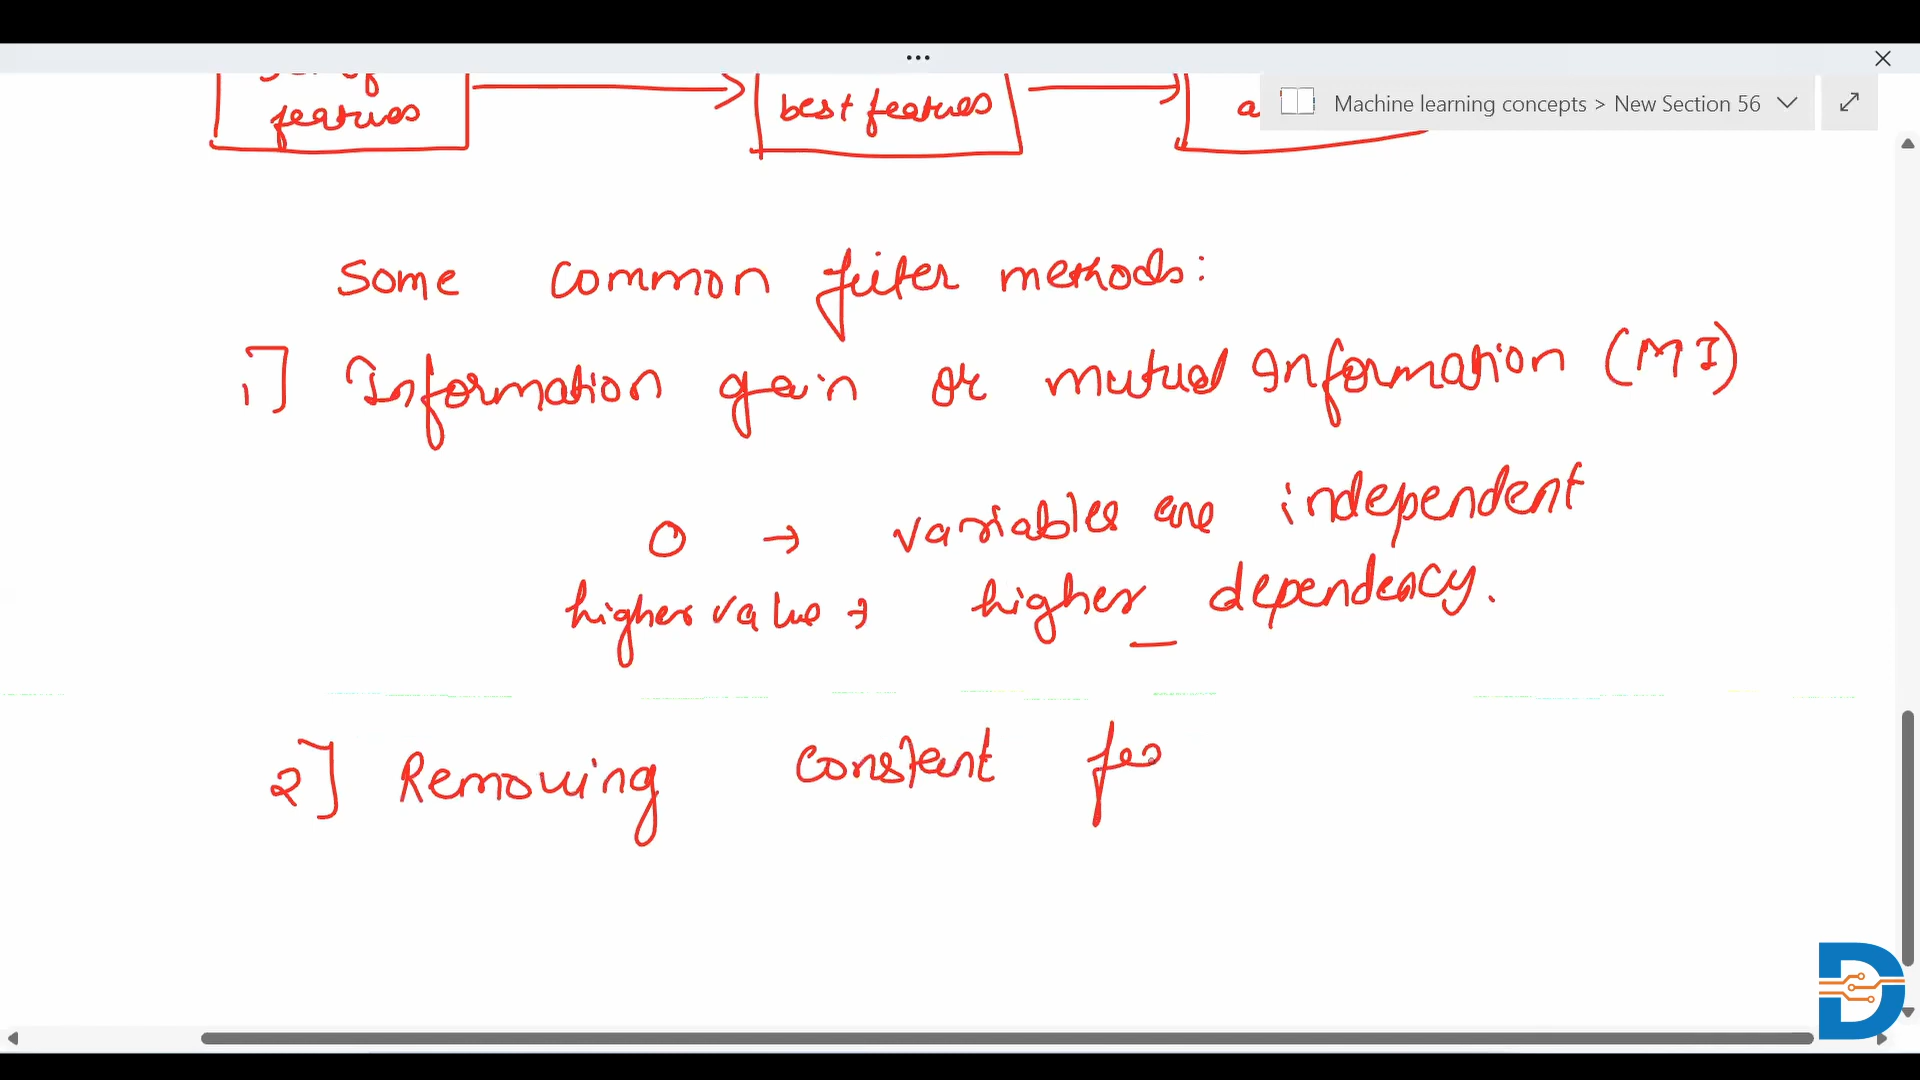 features
best features
a
Machine learning concepts > New Section 56
Some common filter methods:
1] Information gain or mutual Information (MI)
0 → variables are independent
higher value → higher dependency.
2] Removing constant fea